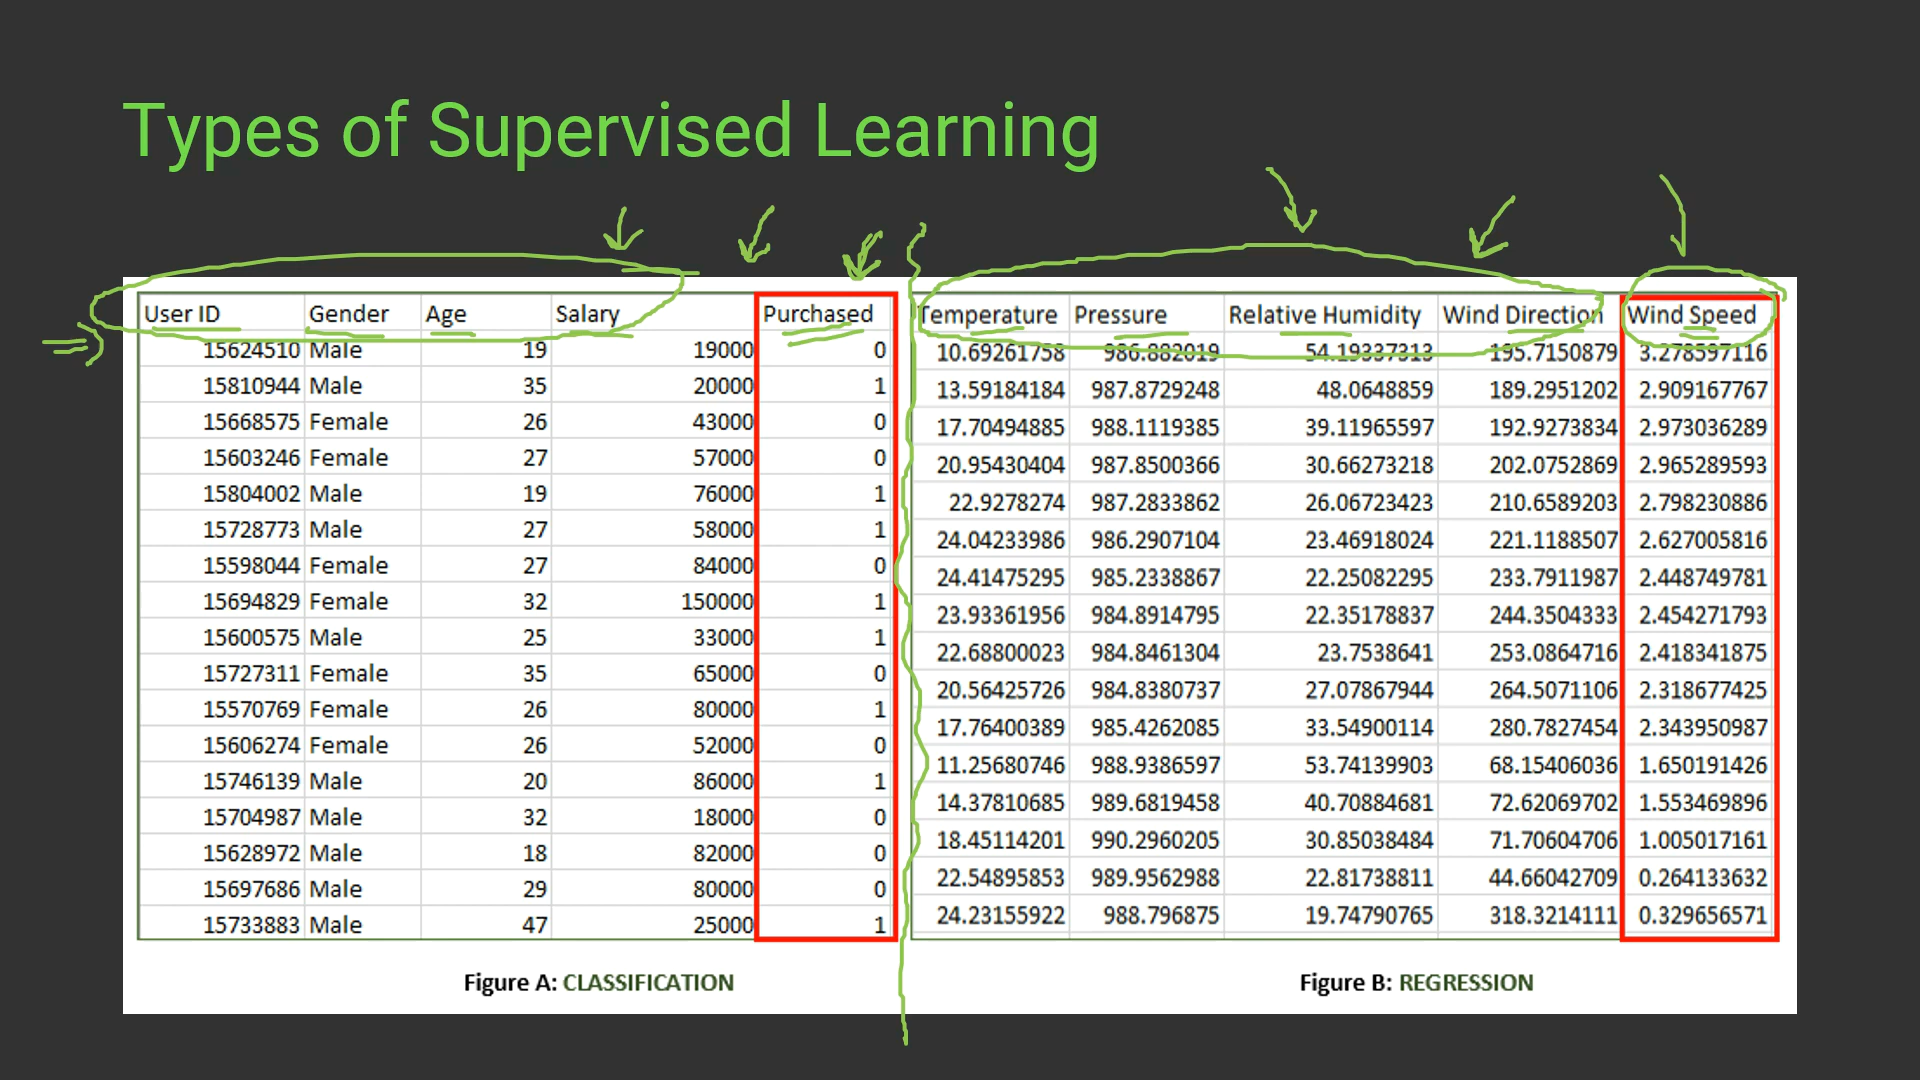 Types of Supervised Learning
User ID Gender Age Salary Purchased
15624510 Male 19 19000 0
15810944 Male 35 20000 1
15668575 Female 26 43000 0
15603246 Female 27 57000 0
15804002 Male 19 76000 1
15728773 Male 27 58000 1
15598044 Female 27 84000 0
15694829 Female 32 150000 1
15600575 Male 25 33000 1
15727311 Female 35 65000 0
15570769 Female 26 80000 1
15606274 Female 26 52000 0
15746139 Male 20 86000 1
15704987 Male 32 18000 0
15628972 Male 18 82000 0
15697686 Male 29 80000 0
15733883 Male 47 25000 1
Figure A: CLASSIFICATION
Temperature Pressure Relative Humidity Wind Direction Wind Speed
10.69261758 986.882019 54.19337313 195.7150879 3.278597116
13.59184184 987.8729248 48.0648859 189.2951202 2.909167767
17.70494885 988.1119385 39.11965597 192.9273834 2.973036289
20.95430404 987.8500366 30.66273218 202.0752869 2.965289593
22.9278274 987.2833862 26.06723423 210.6589203 2.798230886
24.04233986 986.2907104 23.46918024 221.1188507 2.627005816
24.41475295 985.2338867 22.25082295 233.7911987 2.448749781
23.93361956 984.8914795 22.35178837 244.3504333 2.454271793
22.68800023 984.8461304 23.7538641 253.0864716 2.418341875
20.56425726 984.8380737 27.07867944 264.5071106 2.318677425
17.76400389 985.4262085 33.54900114 280.7827454 2.343950987
11.25680746 988.9386597 53.74139903 68.15406036 1.650191426
14.37810685 989.6819458 40.70884681 72.62069702 1.553469896
18.45114201 990.2960205 30.85038484 71.70604706 1.005017161
22.54895853 989.9562988 22.81738811 44.66042709 0.264133632
24.23155922 988.796875 19.74790765 318.3214111 0.329656571
Figure B: REGRESSION